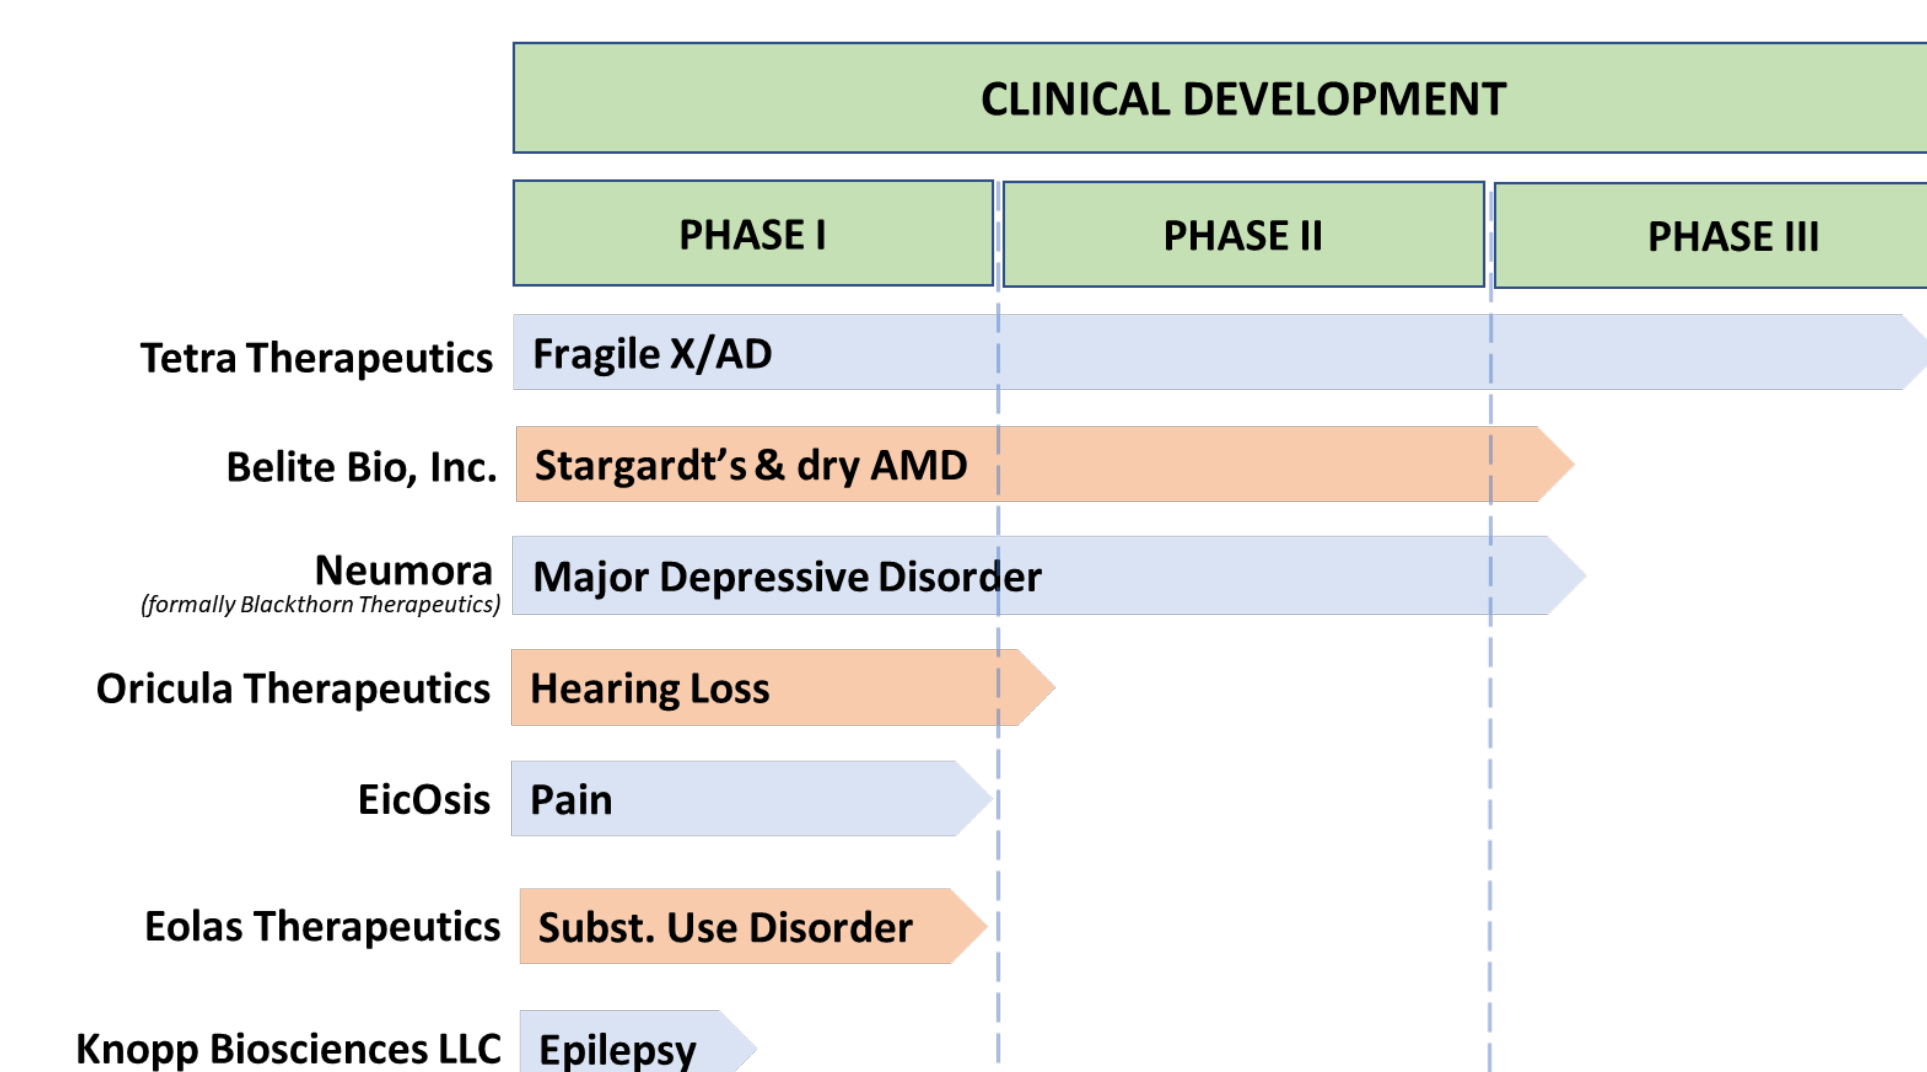 CLINICAL DEVELOPMENT
PHASE I
PHASE II
PHASE III
Tetra Therapeutics
Fragile X/AD
Belite Bio, Inc.
Stargardt’s & dry AMD
Neumora
(formally Blackthorn Therapeutics)
Major Depressive Disorder
Oricula Therapeutics
Hearing Loss
EicOsis
Pain
Eolas Therapeutics
Subst. Use Disorder
Knopp Biosciences LLC
Epilepsy